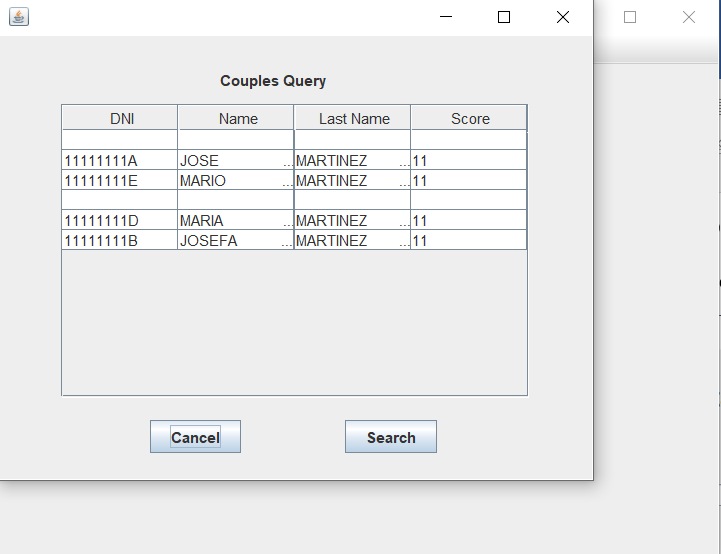 Couples Query
DNI Name Last Name Score
11111111A JOSE ... MARTINEZ ... 11
11111111E MARIO ... MARTINEZ ... 11
11111111D MARIA ... MARTINEZ ... 11
11111111B JOSEFA ... MARTINEZ ... 11
Cancel Search